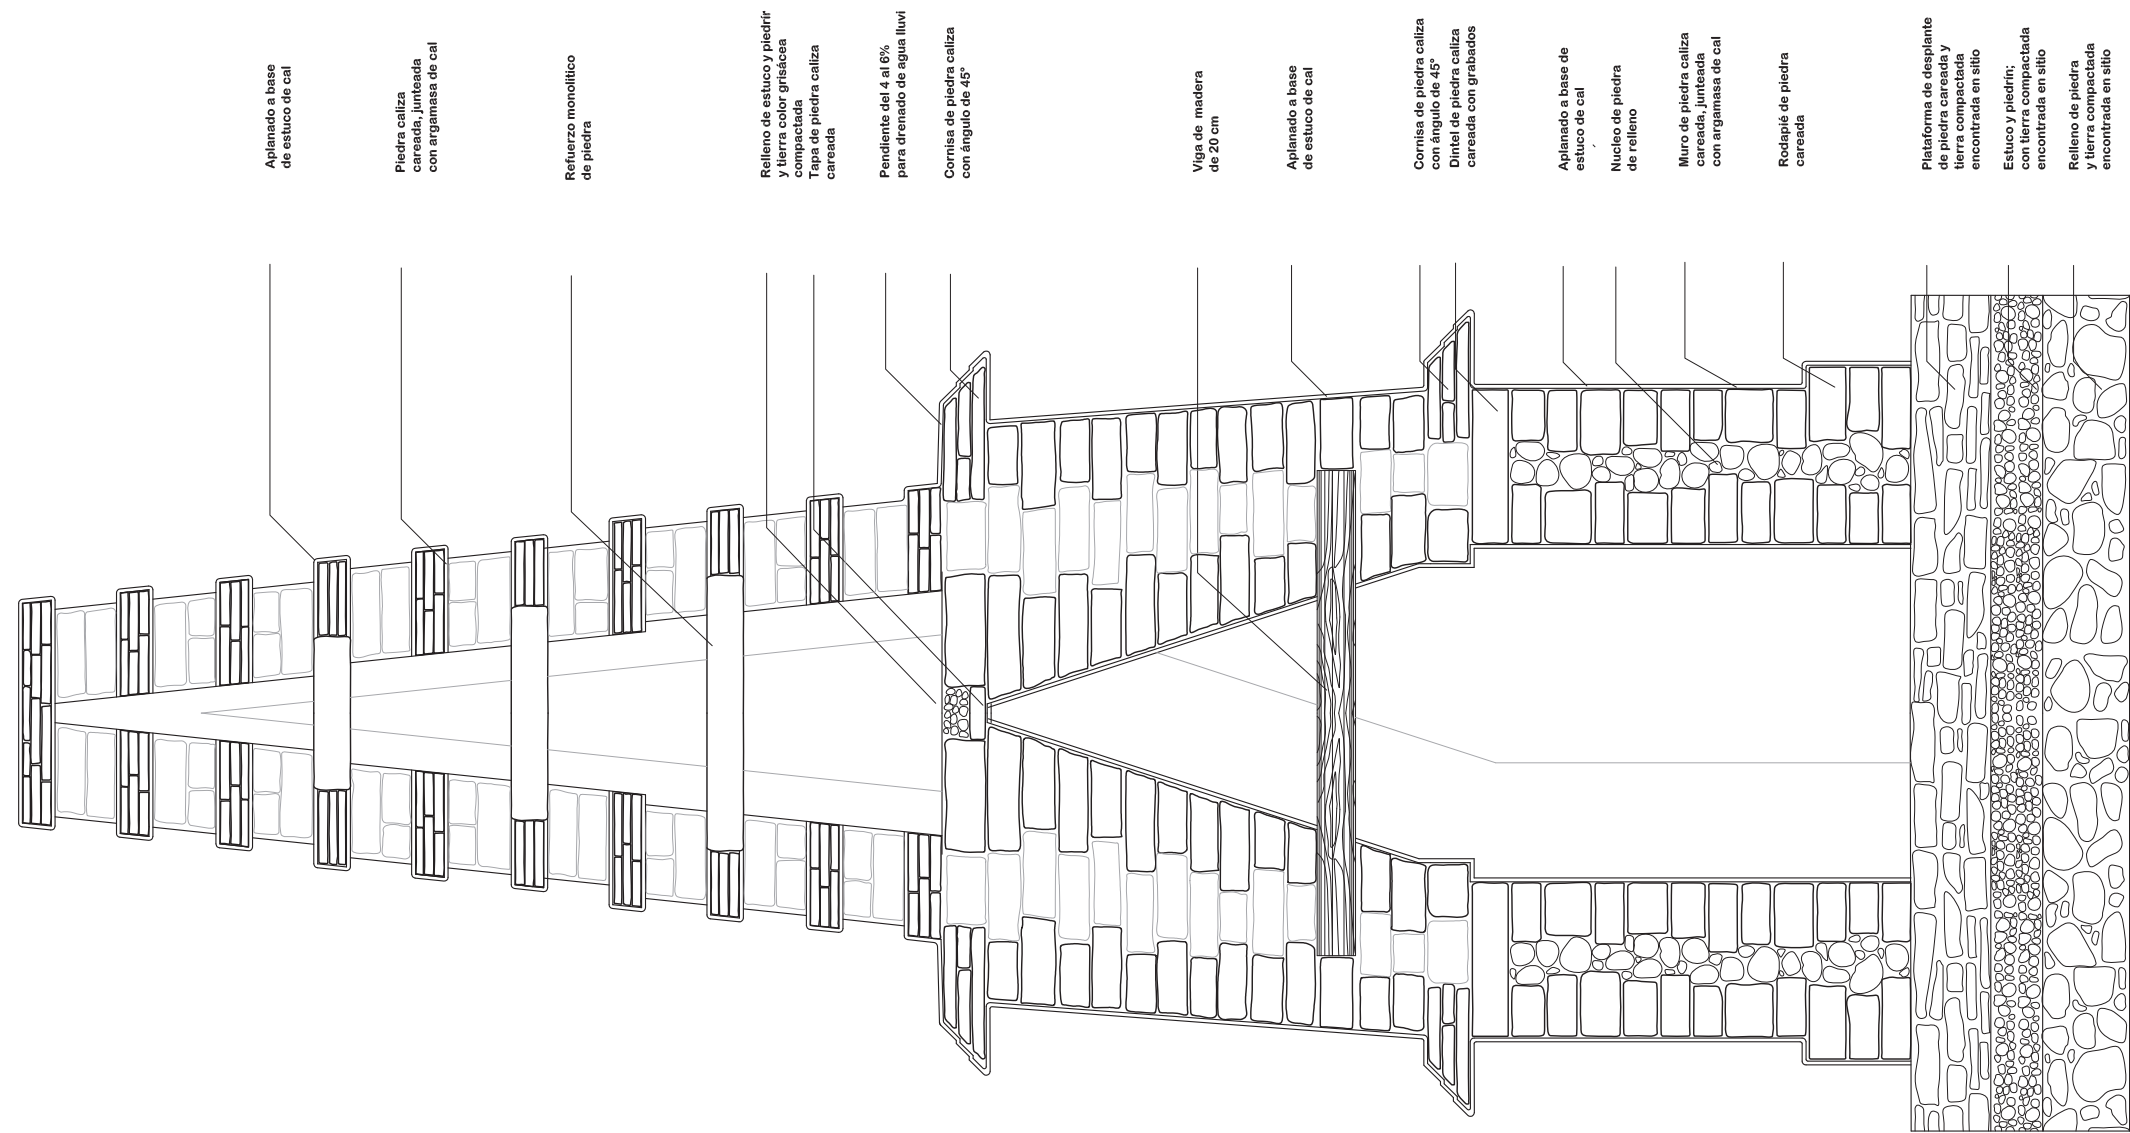 Aplanado a base
de estuco de cal
Piedra caliza
careada, junteada
con argamasa de cal
Refuerzo monolítico
de piedra
Relleno de estuco y piedrir
y tierra color grisácea
compactada
Tapa de piedra caliza
careada
Pendiente del 4 al 6%
para drenado de agua lluvi
Cornisa de piedra caliza
con ángulo de 45°
Viga de madera
de 20 cm
Aplanado a base
de estuco de cal
Cornisa de piedra caliza
con ángulo de 45°
Dintel de piedra caliza
careada con grabados
Aplanado a base de
estuco de cal
Nucleo de piedra
de relleno
Muro de piedra caliza
careada, junteada
con argamasa de cal
Rodapié de piedra
careada
Plataforma de desplante
de piedra careada y
tierra compactada
encontrada en sitio
Estuco y piedrín;
con tierra compactada
encontrada en sitio
Relleno de piedra
y tierra compactada
encontrada en sitio